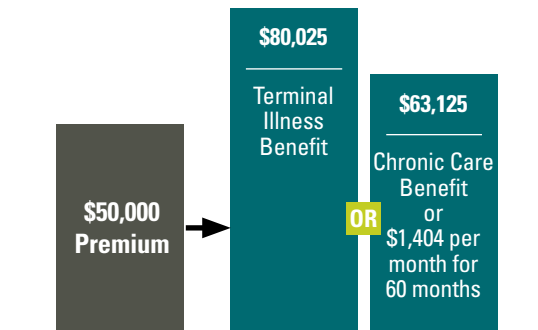 $50,000
Premium
$80,025
Terminal
Illness
Benefit
OR
$63,125
Chronic Care
Benefit
or
$1,404 per
month for
60 months